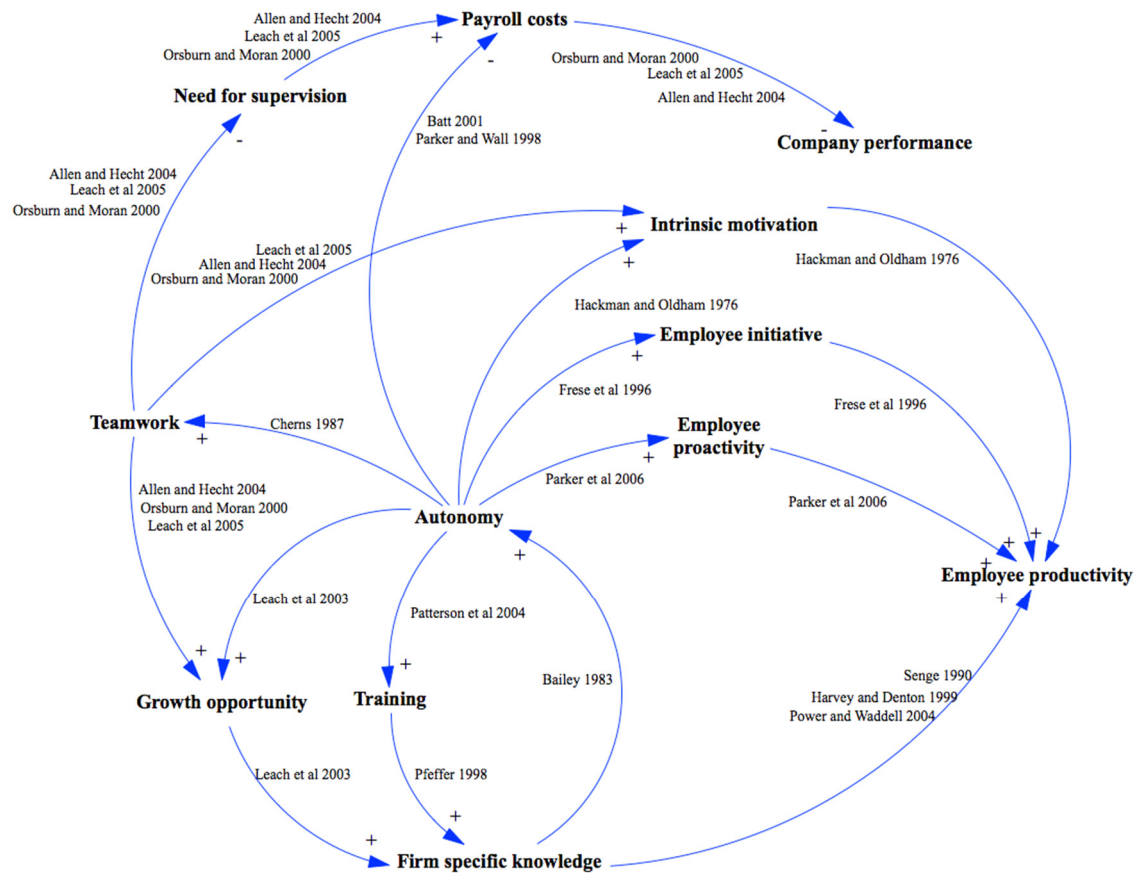 Allen and Hecht 2004
Leach et al 2005
Orsburn and Moran 2000
+
Payroll costs
-
Orsburn and Moran 2000
Leach et al 2005
Allen and Hecht 2004
Need for supervision
-
Batt 2001
Parker and Wall 1998
-
Company performance
Allen and Hecht 2004
Leach et al 2005
Orsburn and Moran 2000
Leach et al 2005
Allen and Hecht 2004
Orsburn and Moran 2000
+
Intrinsic motivation
+
Hackman and Oldham 1976
Hackman and Oldham 1976
Employee initiative
+
Frese et al 1996
Frese et al 1996
Teamwork
+
Cherns 1987
Employee
proactivity
+
Parker et al 2006
Parker et al 2006
Allen and Hecht 2004
Orsburn and Moran 2000
Leach et al 2005
Autonomy
+
+
+
+
Employee productivity
+
Leach et al 2003
Patterson et al 2004
+
+
+
Growth opportunity
Training
Bailey 1983
Senge 1990
Harvey and Denton 1999
Power and Waddell 2004
Leach et al 2003
Pfeffer 1998
+
+
Firm specific knowledge